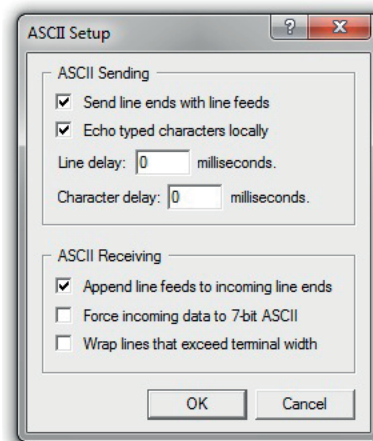 ASCII Setup
?
X
ASCII Sending
Send line ends with line feeds
Echo typed characters locally
Line delay: 0 milliseconds.
Character delay: 0 milliseconds.
ASCII Receiving
Append line feeds to incoming line ends
Force incoming data to 7-bit ASCII
Wrap lines that exceed terminal width
OK Cancel